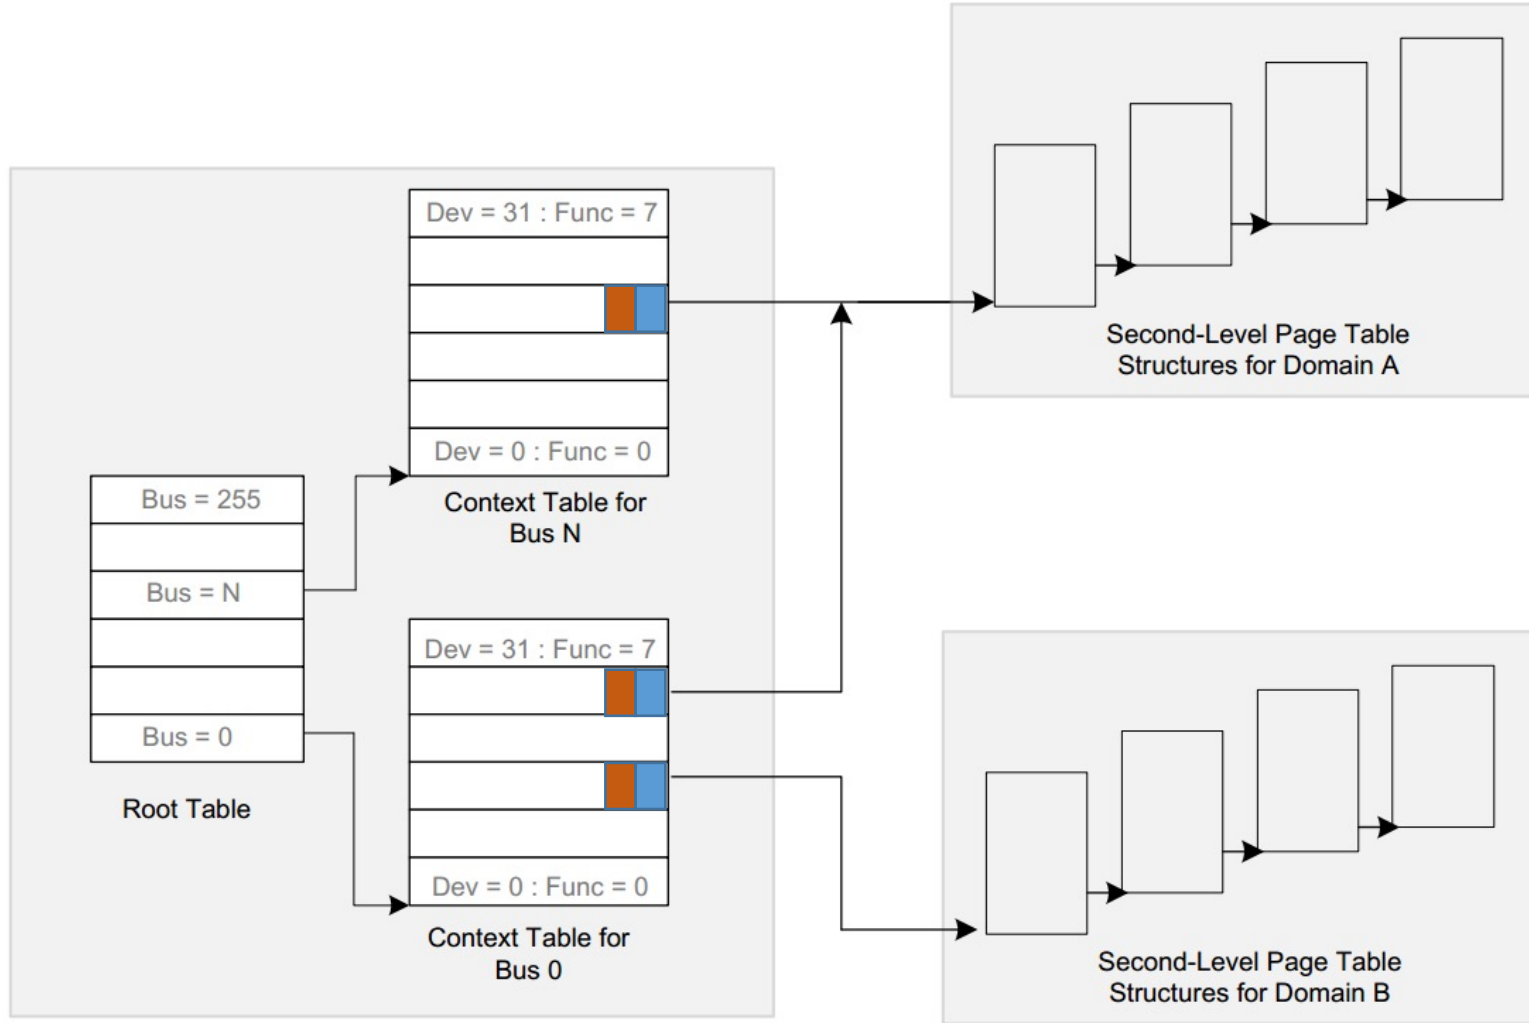 Dev = 31 : Func = 7
Dev = 0 : Func = 0
Context Table for
Bus N
Bus = 255
Bus = N
Bus = 0
Root Table
Dev = 31 : Func = 7
Dev = 0 : Func = 0
Context Table for
Bus 0
Second-Level Page Table
Structures for Domain A
Second-Level Page Table
Structures for Domain B